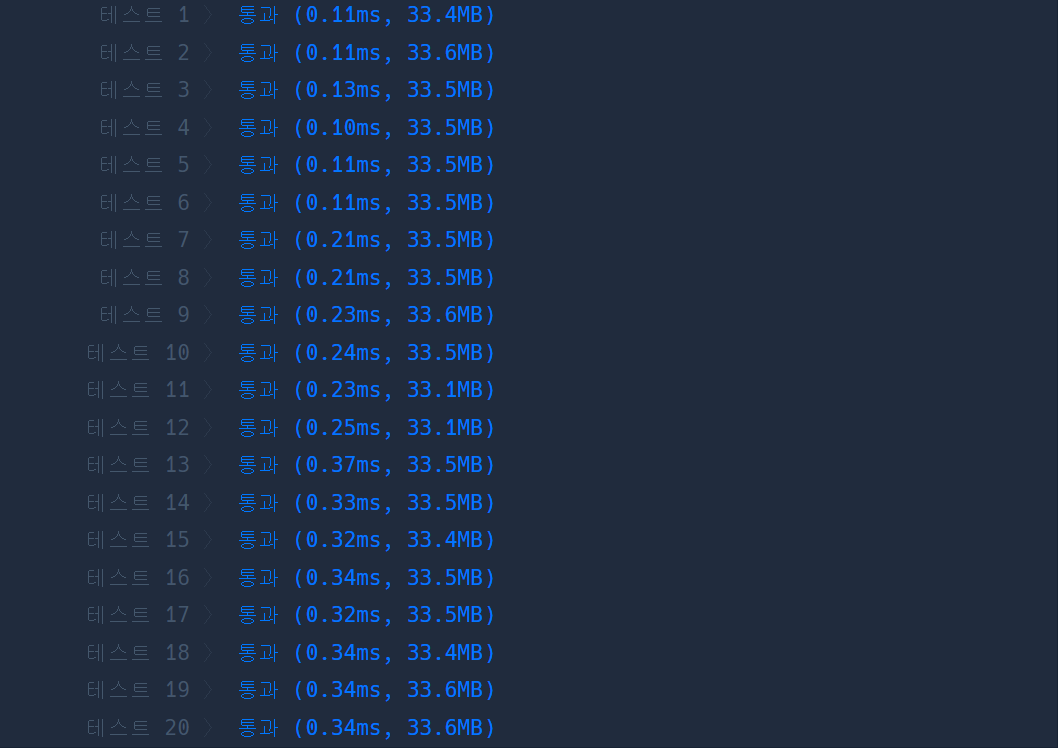 테스트 1 〉 통과 (0.11ms, 33.4MB)
테스트 2 〉 통과 (0.11ms, 33.6MB)
테스트 3 〉 통과 (0.13ms, 33.5MB)
테스트 4 〉 통과 (0.10ms, 33.5MB)
테스트 5 〉 통과 (0.11ms, 33.5MB)
테스트 6 〉 통과 (0.11ms, 33.5MB)
테스트 7 〉 통과 (0.21ms, 33.5MB)
테스트 8 〉 통과 (0.21ms, 33.5MB)
테스트 9 〉 통과 (0.23ms, 33.6MB)
테스트 10 〉 통과 (0.24ms, 33.5MB)
테스트 11 〉 통과 (0.23ms, 33.1MB)
테스트 12 〉 통과 (0.25ms, 33.1MB)
테스트 13 〉 통과 (0.37ms, 33.5MB)
테스트 14 〉 통과 (0.33ms, 33.5MB)
테스트 15 〉 통과 (0.32ms, 33.4MB)
테스트 16 〉 통과 (0.34ms, 33.5MB)
테스트 17 〉 통과 (0.32ms, 33.5MB)
테스트 18 〉 통과 (0.34ms, 33.4MB)
테스트 19 〉 통과 (0.34ms, 33.6MB)
테스트 20 〉 통과 (0.34ms, 33.6MB)